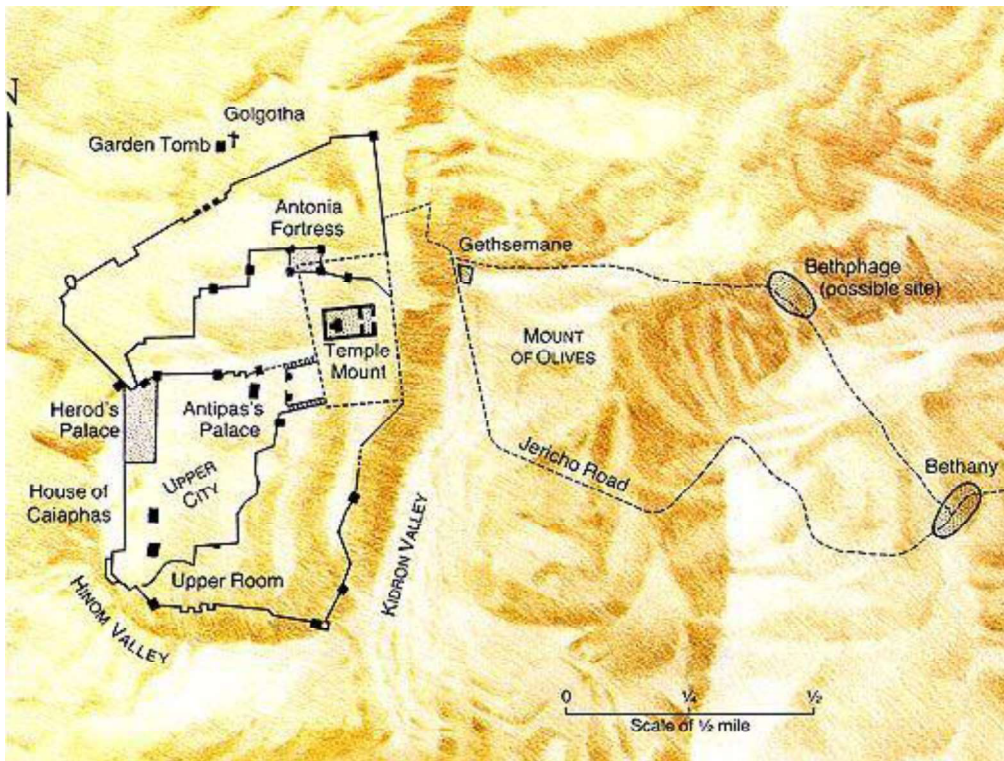 N
Golgotha
Garden Tomb
Antonia
Fortress
Gethsemane
Bethphage
(possible site)
MOUNT
OF OLIVES
Temple
Mount
Herod's
Palace
Antipas's
Palace
Jericho Road
Bethany
UPPER
CITY
House of
Caiaphas
KIDRON VALLEY
Upper Room
HINOM VALLEY
0 ¼ ½
Scale of ½ mile